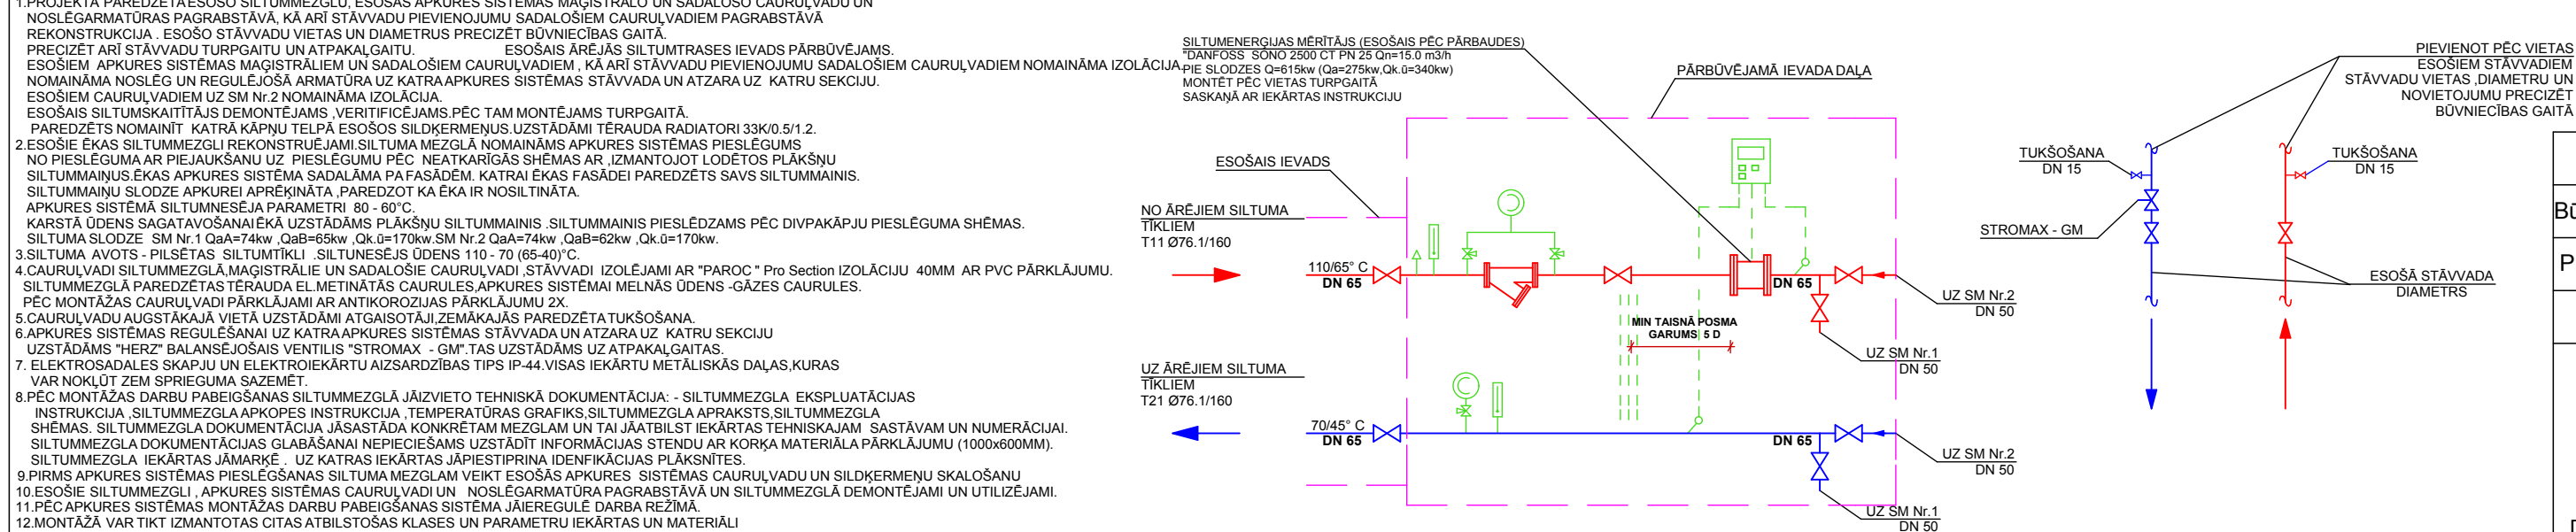 1.PROJEKTĀ PAREDZĒTA ESOŠO SILTUMMEZGLU, ESOŠĀS APKURES SISTĒMAS MAĢISTRĀLO UN SADALOŠO CAURUĻVADU UN
NOSLĒGARMATŪRAS PAGRABSTĀVĀ, KĀ ARĪ STĀVVADU PIEVIENOJUMU SADALOŠIEM CAURUĻVADIEM PAGRABSTĀVĀ
REKONSTRUKCIJA . ESOŠO STĀVVADU VIETAS UN DIAMETRUS PRECIZĒT BŪVNIECĪBAS GAITĀ.
PRECIZĒT ARĪ STĀVVADU TURPGAITU UN ATPAKAĻGAITU. ESOŠAIS ĀRĒJĀS SILTUMTRASES IEVADS PĀRBŪVĒJAMS.
ESOŠIEM APKURES SISTĒMAS MAĢISTRĀLIEM UN SADALOŠIEM CAURUĻVADIEM , KĀ ARĪ STĀVVADU PIEVIENOJUMU SADALOŠIEM CAURUĻVADIEM NOMAINĀMA IZOLĀCIJA.
NOMAINĀMA NOSLĒG UN REGULĒJOŠĀ ARMATŪRA UZ KATRA APKURES SISTĒMAS STĀVVADA UN ATZARA UZ KATRU SEKCIJU.
ESOŠIEM CAURUĻVADIEM UZ SM Nr.2 NOMAINĀMA IZOLĀCIJA.
ESOŠAIS SILTUMSKAITĪTĀJS DEMONTĒJAMS ,VERITIFICĒJAMS.PĒC TAM MONTĒJAMS TURPGAITĀ.
PAREDZĒTS NOMAINĪT KATRĀ KĀPŅU TELPĀ ESOŠOS SILDĶERMEŅUS.UZSTĀDĀMI TĒRAUDA RADIATORI 33K/0.5/1.2.
2.ESOŠIE ĒKAS SILTUMMEZGLI REKONSTRUĒJAMI.SILTUMA MEZGLĀ NOMAINĀMS APKURES SISTĒMAS PIESLĒGUMS
NO PIESLĒGUMA AR PIEJAUKŠANU UZ PIESLĒGUMU PĒC NEATKARĪGĀS SHĒMAS AR ,IZMANTOJOT LODĒTOS PLĀKŠŅU
SILTUMMAIŅUS.ĒKAS APKURES SISTĒMA SADALĀMA PA FASĀDĒM. KATRAI ĒKAS FASĀDEI PAREDZĒTS SAVS SILTUMMAINIS.
SILTUMMAIŅU SLODZE APKUREI APRĒĶINĀTA ,PAREDZOT KA ĒKA IR NOSILTINĀTA.
APKURES SISTĒMĀ SILTUMNESĒJA PARAMETRI 80 - 60°C.
KARSTĀ ŪDENS SAGATAVOŠANAI ĒKĀ UZSTĀDĀMS PLĀKŠŅU SILTUMMAINIS .SILTUMMAINIS PIESLĒDZAMS PĒC DIVPAKĀPJU PIESLĒGUMA SHĒMAS.
SILTUMA SLODZE SM Nr.1 QaA=74kw ,QaB=65kw ,Qk.ū=170kw.SM Nr.2 QaA=74kw ,QaB=62kw ,Qk.ū=170kw.
3.SILTUMA AVOTS - PILSĒTAS SILTUMTĪKLI .SILTUNESĒJS ŪDENS 110 - 70 (65-40)°C.
4.CAURUĻVADI SILTUMMEZGLĀ,MAĢISTRĀLIE UN SADALOŠIE CAURUĻVADI ,STĀVVADI IZOLĒJAMI AR "PAROC " Pro Section IZOLĀCIJU 40MM AR PVC PĀRKLĀJUMU.
SILTUMMEZGLĀ PAREDZĒTAS TĒRAUDA EL.METINĀTĀS CAURULES,APKURES SISTĒMAI MELNĀS ŪDENS -GĀZES CAURULES.
PĒC MONTĀŽAS CAURUĻVADI PĀRKLĀJAMI AR ANTIKOROZIJAS PĀRKLĀJUMU 2X.
5.CAURUĻVADU AUGSTĀKAJĀ VIETĀ UZSTĀDĀMI ATGAISOTĀJI,ZEMĀKAJĀS PAREDZĒTA TUKŠOŠANA.
6.APKURES SISTĒMAS REGULĒŠANAI UZ KATRA APKURES SISTĒMAS STĀVVADA UN ATZARA UZ KATRU SEKCIJU
UZSTĀDĀMS "HERZ" BALANSĒJOŠAIS VENTILIS "STROMAX - GM".TAS UZSTĀDĀMS UZ ATPAKAĻGAITAS.
7. ELEKTROSADALES SKAPJU UN ELEKTROIEKĀRTU AIZSARDZĪBAS TIPS IP-44.VISAS IEKĀRTU METĀLISKĀS DAĻAS,KURAS
VAR NOKĻŪT ZEM SPRIEGUMA SAZEMĒT.
8.PĒC MONTĀŽAS DARBU PABEIGŠANAS SILTUMMEZGLĀ JĀIZVIETO TEHNISKĀ DOKUMENTĀCIJA: - SILTUMMEZGLA EKSPLUATĀCIJAS
INSTRUKCIJA ,SILTUMMEZGLA APKOPES INSTRUKCIJA ,TEMPERATŪRAS GRAFIKS,SILTUMMEZGLA APRAKSTS,SILTUMMEZGLA
SHĒMAS. SILTUMMEZGLA DOKUMENTĀCIJA JĀSASTĀDA KONKRĒTAM MEZGLAM UN TAI JĀATBILST IEKĀRTAS TEHNISKAJAM SASTĀVAM UN NUMERĀCIJAI.
SILTUMMEZGLA DOKUMENTĀCIJAS GLABĀŠANAI NEPIECIEŠAMS UZSTĀDĪT INFORMĀCIJAS STENDU AR KORĶA MATERIĀLA PĀRKLĀJUMU (1000x600MM).
SILTUMMEZGLA IEKĀRTAS JĀMARĶĒ . UZ KATRAS IEKĀRTAS JĀPIESTIPRINA IDENFIKĀCIJAS PLĀKSNĪTES.
9.PIRMS APKURES SISTĒMAS PIESLĒGŠANAS SILTUMA MEZGLAM VEIKT ESOŠĀS APKURES SISTĒMAS CAURUĻVADU UN SILDĶERMEŅU SKALOŠANU
10.ESOŠIE SILTUMMEZGLI , APKURES SISTĒMAS CAURUĻVADI UN NOSLĒGARMATŪRA PAGRABSTĀVĀ UN SILTUMMEZGLĀ DEMONTĒJAMI UN UTILIZĒJAMI.
11.PĒC APKURES SISTĒMAS MONTĀŽAS DARBU PABEIGŠANAS SISTĒMA JĀIEREGULĒ DARBA REŽĪMĀ.
12.MONTĀŽĀ VAR TIKT IZMANTOTAS CITAS ATBILSTOŠAS KLASES UN PARAMETRU IEKĀRTAS UN MATERIĀLI
SILTUMENERĢIJAS MĒRĪTĀJS (ESOŠAIS PĒC PĀRBAUDES)
"DANFOSS SONO 2500 CT PN 25 Qn=15.0 m3/h
PIE SLODZES Q=615kw (Qa=275kw,Qk.ū=340kw)
MONTĒT PĒC VIETAS TURPGAITĀ
SASKAŅĀ AR IEKĀRTAS INSTRUKCIJU
PĀRBŪVĒJAMĀ IEVADA DAĻA
ESOŠAIS IEVADS
NO ĀRĒJIEM SILTUMA
TĪKLIEM
T11 Ø76.1/160
110/65° C
DN 65
DN 65
UZ SM Nr.2
DN 50
MIN TAISNĀ POSMA
GARUMS 5 D
UZ SM Nr.1
DN 50
UZ ĀRĒJIEM SILTUMA
TĪKLIEM
T21 Ø76.1/160
70/45° C
DN 65
DN 65
UZ SM Nr.2
DN 50
UZ SM Nr.1
DN 50
PIEVIENOT PĒC VIETAS
ESOŠIEM STĀVVADIEM
STĀVVADU VIETAS ,DIAMETRU UN
NOVIETOJUMU PRECIZĒT
BŪVNIECĪBAS GAITĀ
TUKŠOŠANA
DN 15
TUKŠOŠANA
DN 15
STROMAX - GM
ESOŠĀ STĀVVADA
DIAMETRS
Bū
P